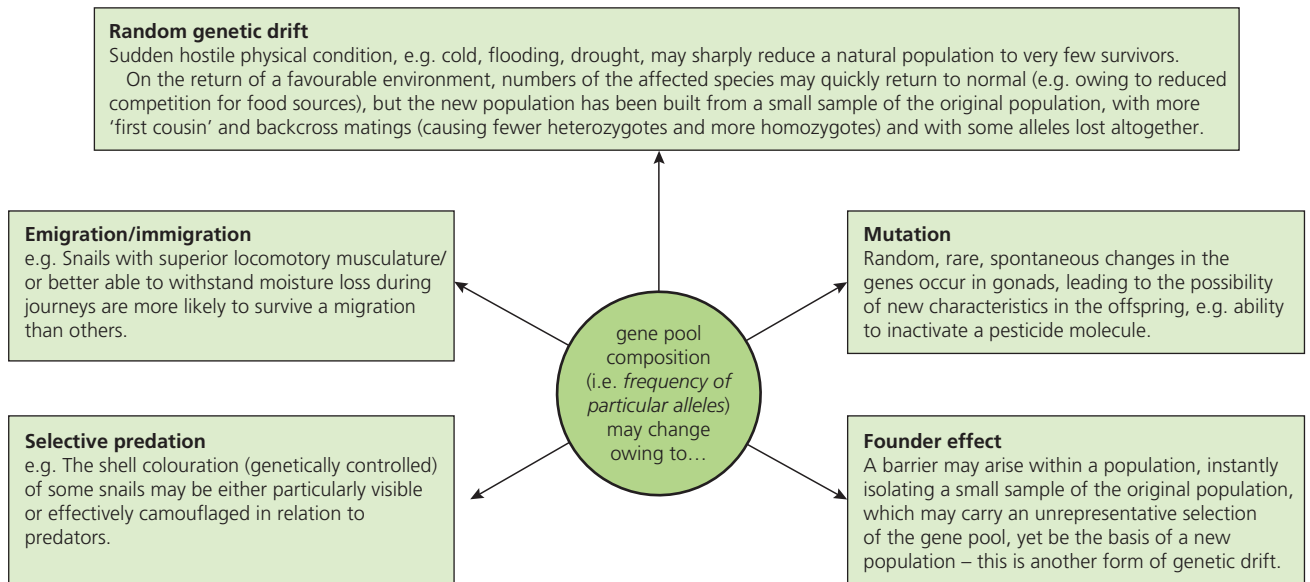 Random genetic drift
Sudden hostile physical condition, e.g. cold, flooding, drought, may sharply reduce a natural population to very few survivors.
On the return of a favourable environment, numbers of the affected species may quickly return to normal (e.g. owing to reduced
competition for food sources), but the new population has been built from a small sample of the original population, with more
‘first cousin’ and backcross matings (causing fewer heterozygotes and more homozygotes) and with some alleles lost altogether.
Emigration/immigration
e.g. Snails with superior locomotory musculature/
or better able to withstand moisture loss during
journeys are more likely to survive a migration
than others.
Mutation
Random, rare, spontaneous changes in the
genes occur in gonads, leading to the possibility
of new characteristics in the offspring, e.g. ability
to inactivate a pesticide molecule.
gene pool
composition
(i.e. frequency of
particular alleles)
may change
owing to…
Selective predation
e.g. The shell colouration (genetically controlled)
of some snails may be either particularly visible
or effectively camouflaged in relation to
predators.
Founder effect
A barrier may arise within a population, instantly
isolating a small sample of the original population,
which may carry an unrepresentative selection
of the gene pool, yet be the basis of a new
population – this is another form of genetic drift.